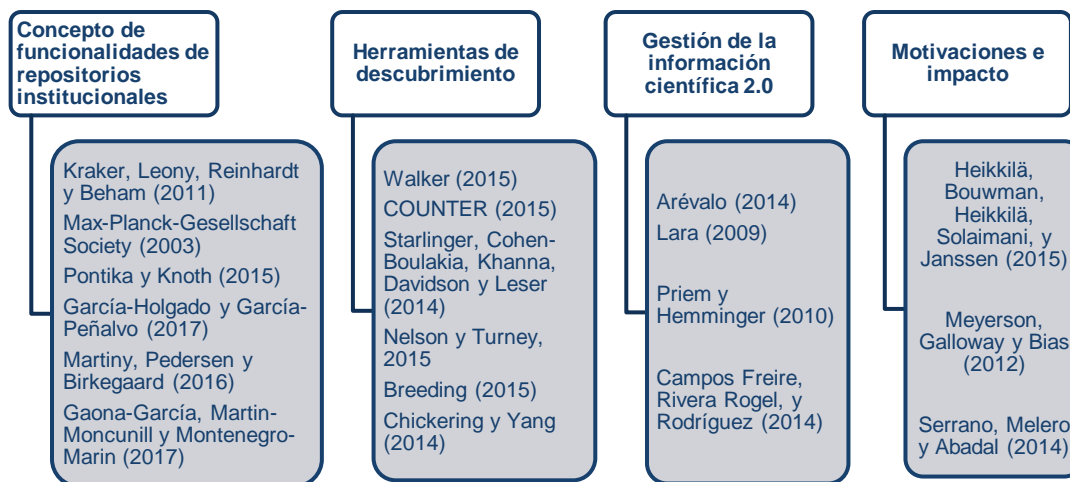 Concepto de
funcionalidades de
repositorios
institucionales
Kraker, Leony, Reinhardt
y Beham (2011)
Max-Planck-Gesellschaft
Society (2003)
Pontika y Knoth (2015)
García-Holgado y García-
Peñalvo (2017)
Martiny, Pedersen y
Birkegaard (2016)
Gaona-García, Martin-
Moncunill y Montenegro-
Marin (2017)
Herramientas de
descubrimiento
Walker (2015)
COUNTER (2015)
Starlinger, Cohen-
Boulakia, Khanna,
Davidson y Leser
(2014)
Nelson y Turney,
2015
Breeding (2015)
Chickering y Yang
(2014)
Gestión de la
información
científica 2.0
Arévalo (2014)
Lara (2009)
Priem y
Hemminger (2010)
Campos Freire,
Rivera Rogel, y
Rodríguez (2014)
Motivaciones e
impacto
Heikkilä,
Bouwman,
Heikkilä,
Solaimani, y
Janssen (2015)
Meyerson,
Galloway y Bias
(2012)
Serrano, Melero
y Abadal (2014)